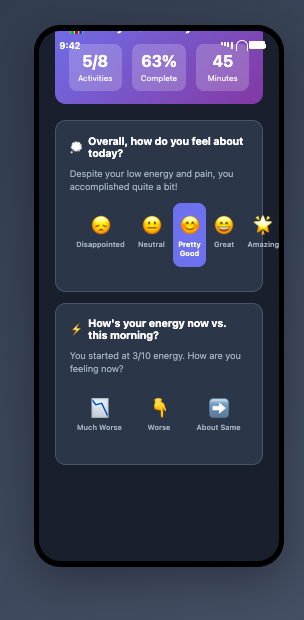 9:42
5/8
63%
45
Activities
Complete
Minutes
Overall, how do you feel about
today?
Despite your low energy and pain, you
accomplished quite a bit!
Disappointed
Neutral
Pretty
Good
Great
Amazing
How's your energy now vs.
this morning?
You started at 3/10 energy. How are you
feeling now?
Much Worse
Worse
About Same